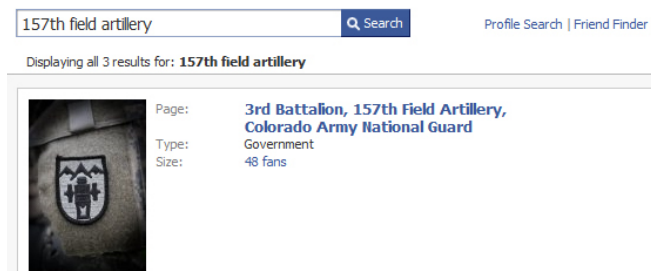 157th field artillery Search Profile Search | Friend Finder
Displaying all 3 results for: 157th field artillery
Page: 3rd Battalion, 157th Field Artillery,
Colorado Army National Guard
Type: Government
Size: 48 fans